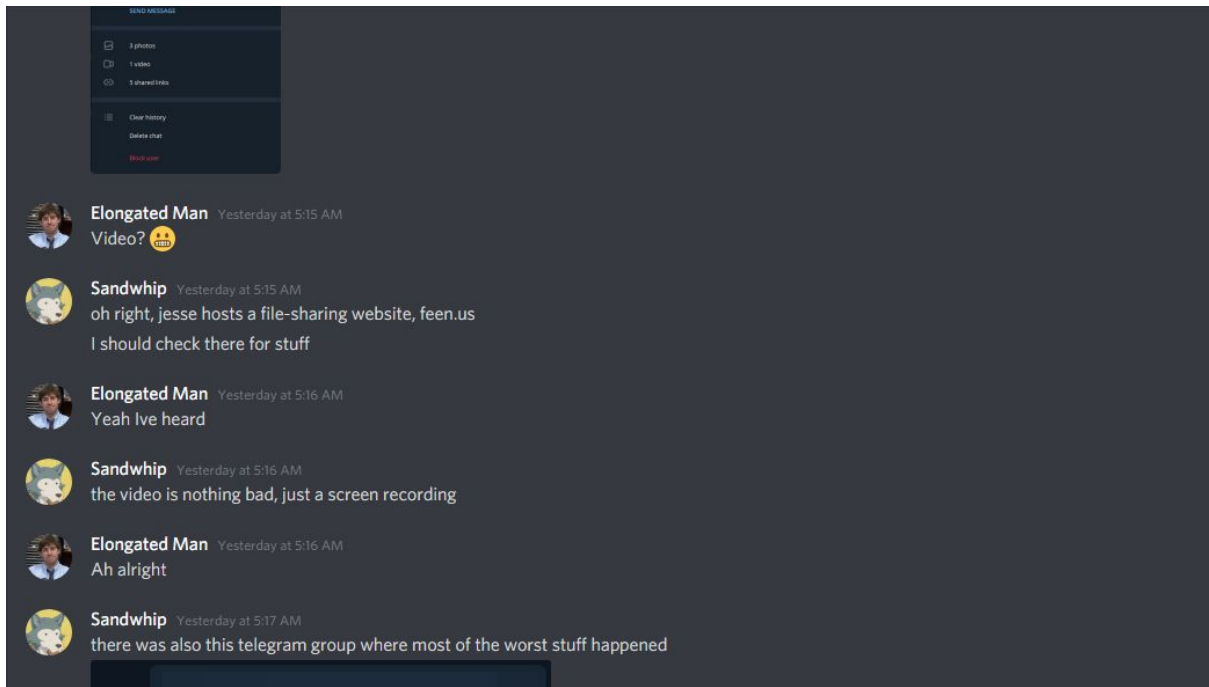 SEND MESSAGE
3 photos
1 video
5 shared links
Clear history
Delete chat
Block user
Elongated Man Yesterday at 5:15 AM
Video? 😬
Sandwhip Yesterday at 5:15 AM
oh right, jesse hosts a file-sharing website, feen.us
I should check there for stuff
Elongated Man Yesterday at 5:16 AM
Yeah Ive heard
Sandwhip Yesterday at 5:16 AM
the video is nothing bad, just a screen recording
Elongated Man Yesterday at 5:16 AM
Ah alright
Sandwhip Yesterday at 5:17 AM
there was also this telegram group where most of the worst stuff happened